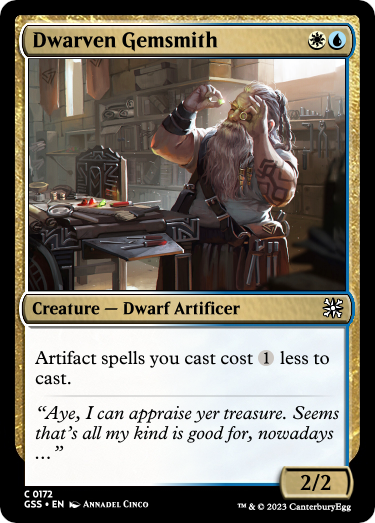 Dwarven Gemsmith
Creature — Dwarf Artificer
Artifact spells you cast cost 1 less to
cast.
“Aye, I can appraise yer treasure. Seems
that’s all my kind is good for, nowadays
…”
2/2
C 0172
GSS • EN Annadel Cinco
™ & © 2023 CanterburyEgg